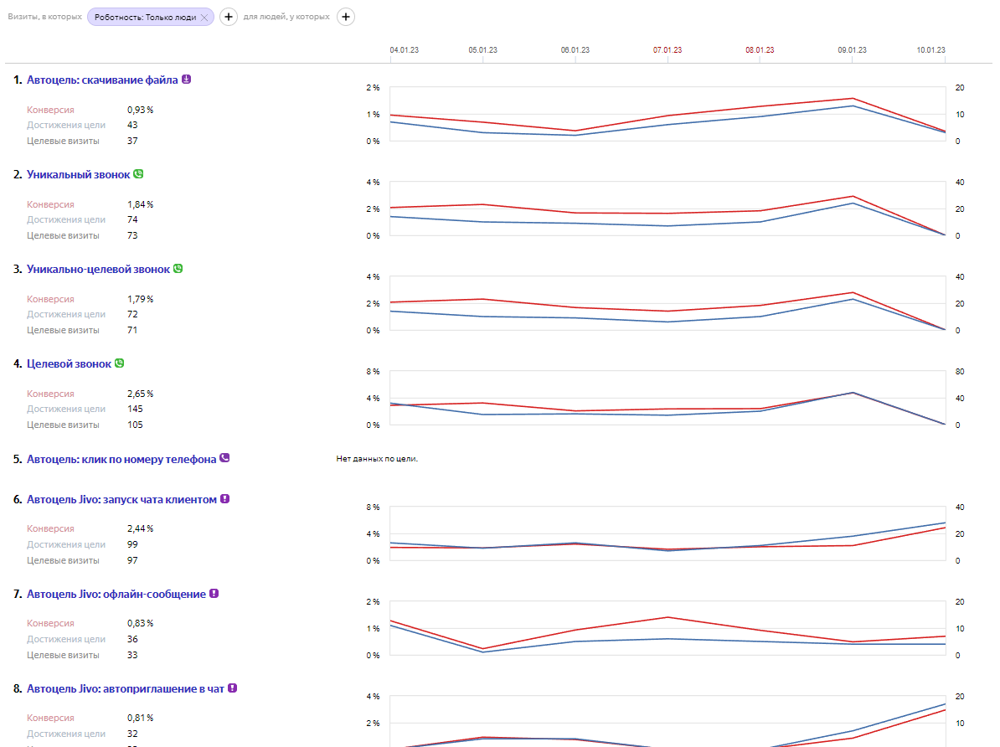 Визиты, в которых Роботность: Только люди для людей, у которых
04.01.23 05.01.23 06.01.23 07.01.23 08.01.23 09.01.23 10.01.23
1. Автоцель: скачивание файла
2 % 20
Конверсия 0,93 %
1 % 10
Достижения цели 43
Целевые визиты 37
0 % 0
2. Уникальный звонок
4 % 40
Конверсия 1,84 %
2 % 20
Достижения цели 74
Целевые визиты 73
0 % 0
3. Уникально-целевой звонок
4 % 40
Конверсия 1,79 %
2 % 20
Достижения цели 72
Целевые визиты 71
0 % 0
4. Целевой звонок
8 % 80
Конверсия 2,65 %
4 % 40
Достижения цели 145
Целевые визиты 105
0 % 0
5. Автоцель: клик по номеру телефона Нет данных по цели.
6. Автоцель Jivo: запуск чата клиентом
8 % 40
Конверсия 2,44 %
4 % 20
Достижения цели 99
Целевые визиты 97
0 % 0
7. Автоцель Jivo: офлайн-сообщение
2 % 20
Конверсия 0,83 %
1 % 10
Достижения цели 36
Целевые визиты 33
0 % 0
8. Автоцель Jivo: автоприглашение в чат
4 % 20
Конверсия 0,81 %
2 % 10
Достижения цели 32